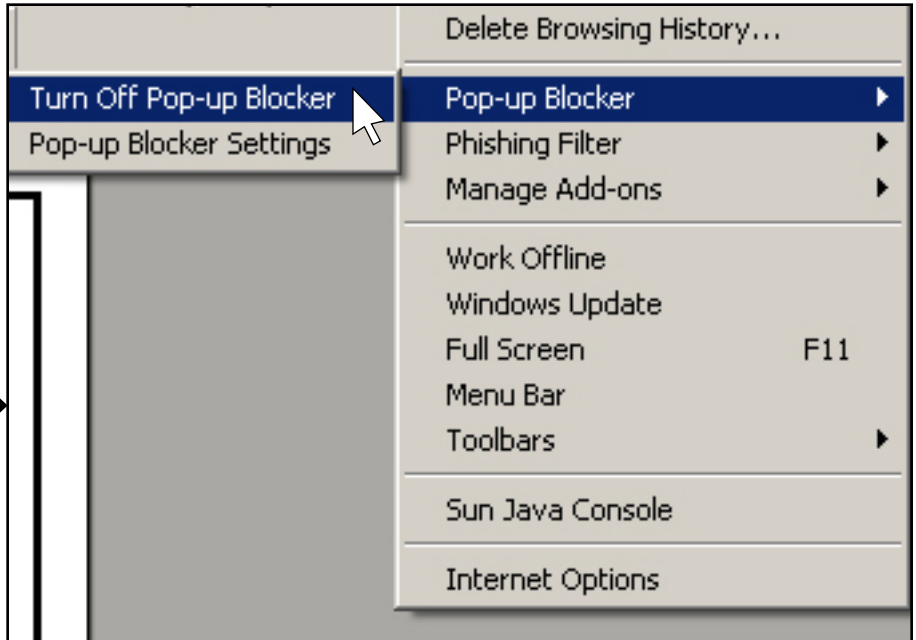 Delete Browsing History...
Pop-up Blocker
Turn Off Pop-up Blocker
Pop-up Blocker Settings
Phishing Filter
Manage Add-ons
Work Offline
Windows Update
Full Screen F11
Menu Bar
Toolbars
Sun Java Console
Internet Options